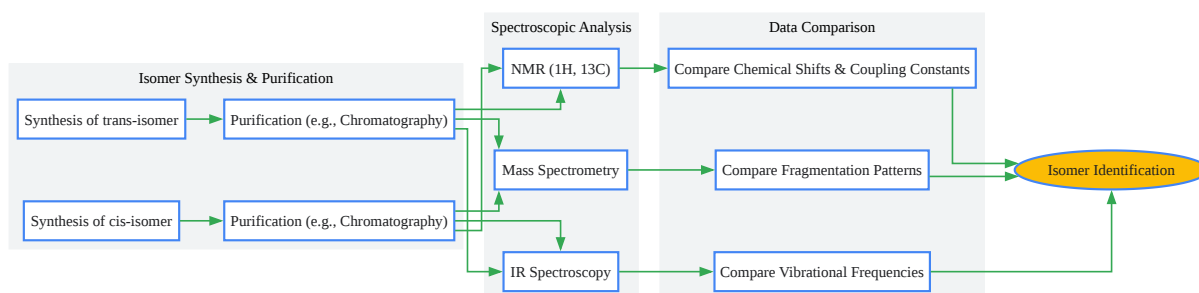 Isomer Synthesis & Purification
Synthesis of trans-isomer
Purification (e.g., Chromatography)
Synthesis of cis-isomer
Purification (e.g., Chromatography)
Spectroscopic Analysis
NMR (1H, 13C)
Mass Spectrometry
IR Spectroscopy
Data Comparison
Compare Chemical Shifts & Coupling Constants
Compare Fragmentation Patterns
Compare Vibrational Frequencies
Isomer Identification